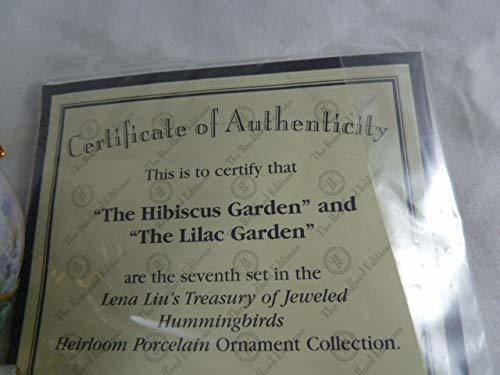 Certificate of Authenticity
This is to certify that
"The Hibiscus Garden" and
"The Lilac Garden"
are the seventh set in the
Lena Liu's Treasury of Jeweled
Hummingbirds
Heirloom Porcelain Ornament Collection.